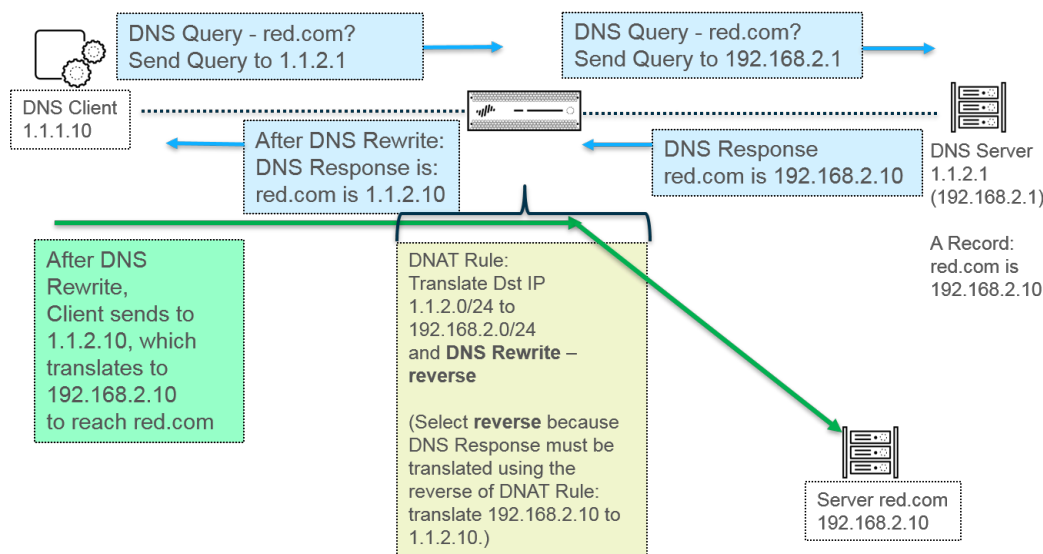 DNS Query - red.com?
Send Query to 1.1.2.1
DNS Query - red.com?
Send Query to 192.168.2.1
DNS Client
1.1.1.10
After DNS Rewrite:
DNS Response is:
red.com is 1.1.2.10
DNS Response
red.com is 192.168.2.10
DNS Server
1.1.2.1
(192.168.2.1)
A Record:
red.com is
192.168.2.10
After DNS
Rewrite,
Client sends to
1.1.2.10, which
translates to
192.168.2.10
to reach red.com
DNAT Rule:
Translate Dst IP
1.1.2.0/24 to
192.168.2.0/24
and DNS Rewrite –
reverse
(Select reverse because
DNS Response must be
translated using the
reverse of DNAT Rule:
translate 192.168.2.10 to
1.1.2.10.)
Server red.com
192.168.2.10